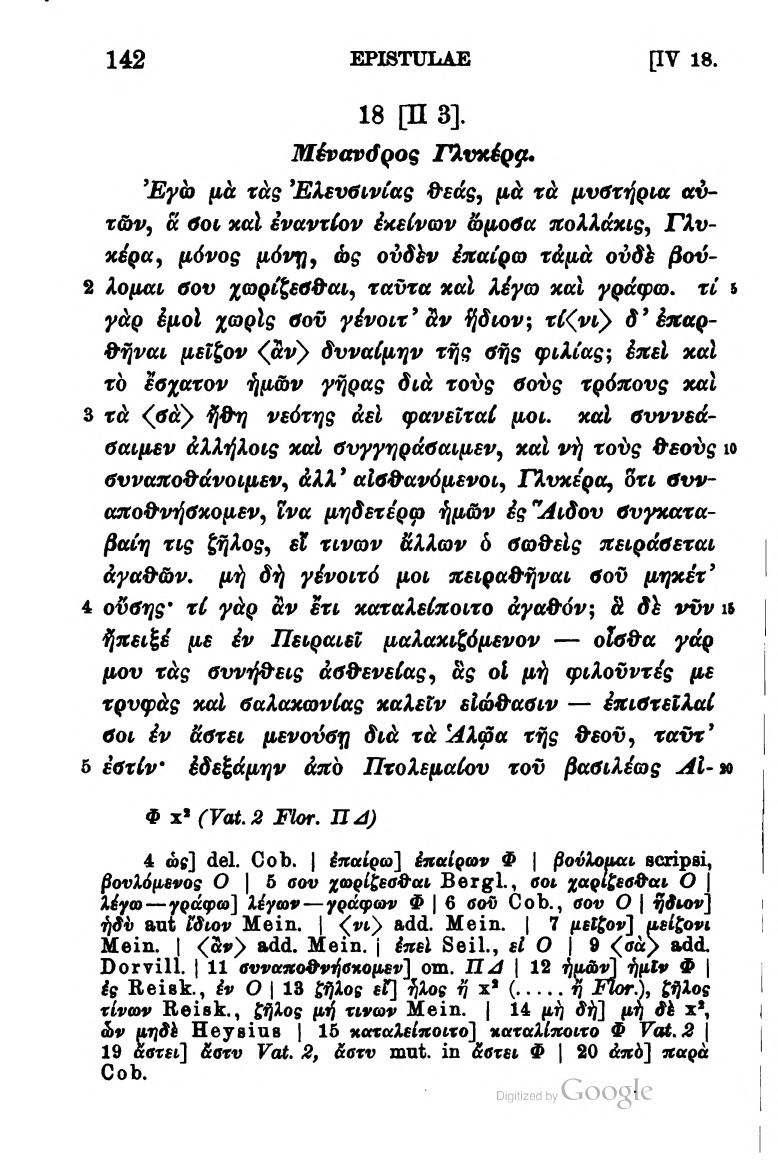 142 EPISTULAE [IV 18.
18 [II 3].
Μένανδρος Γλυκέρᾳ.
Ἐγὼ μὰ τὰς Ἐλευσινίας θεάς, μὰ τὰ μυστήρια αὐ-
τῶν, ἅ σοι καὶ ἐναντίον ἐκείνων ὤμοσα πολλάκις, Γλυ-
κέρα, μόνος μόνῃ, ὡς οὐδὲν ἐπαίρω τἀμὰ οὐδὲ βού-
2 λομαι σου χωρίζεσθαι, ταῦτα καὶ λέγω καὶ γράφω. τί 5
γὰρ ἐμοὶ χωρὶς σοῦ γένοιτ’ ἂν ἥδιον; τί⟨νι⟩ δ’ ἐπαρ-
θῆναι μεῖζον ⟨ἂν⟩ δυναίμην τῆς σῆς φιλίας; ἐπεὶ καὶ
τὸ ἔσχατον ἡμῶν γῆρας διὰ τοὺς σοὺς τρόπους καὶ
3 τὰ ⟨σὰ⟩ ἤθη νεότης ἀεὶ φανεῖταί μοι. καὶ συννεά-
σαιμεν ἀλλήλοις καὶ συγγηράσαιμεν, καὶ νὴ τοὺς θεοὺς 10
συναποθάνοιμεν, ἀλλ’ αἰσθανόμενοι, Γλυκέρα, ὅτι συν-
αποθνήσκομεν, ἵνα μηδετέρῳ ἡμῶν ἐς Ἅιδου συγκατα-
βαίη τις ζῆλος, εἴ τινων ἄλλων ὁ σωθεὶς πειράσεται
ἀγαθῶν. μὴ δὴ γένοιτό μοι πειραθῆναι σοῦ μηκέτ’
4 οὔσης· τί γὰρ ἂν ἔτι καταλείποιτο ἀγαθόν; ἃ δὲ νῦν 15
ἤπειξέ με ἐν Πειραιεῖ μαλακιζόμενον — οἶσθα γάρ
μου τὰς συνήθεις ἀσθενείας, ἃς οἱ μὴ φιλοῦντές με
τρυφὰς καὶ σαλακωνίας καλεῖν εἰώθασιν — ἐπιστεῖλαί
σοι ἐν ἄστει μενούσῃ διὰ τὰ Ἁλῷα τῆς θεοῦ, ταῦτ’
5 ἐστίν· ἐδεξάμην ἀπὸ Πτολεμαίου τοῦ βασιλέως Αἰ- 20
Φ x² (Vat. 2 Flor. Π Δ)
4 ὡς] del. Cob. | ἐπαίρω] ἐπαίρων Φ | βούλομαι scripsi,
βουλόμενος O | 5 σου χωρίζεσθαι Bergl., σοι χαρίζεσθαι O |
λέγω—γράφω] λέγων—γράφων Φ | 6 σοῦ Cob., σου O | ἥδιον]
ἡδὺ aut ἴδιον Mein. | ⟨νι⟩ add. Mein. | 7 μεῖζον] μείζονι
Mein. | ⟨ἂν⟩ add. Mein. | ἐπεὶ Seil., εἰ O | 9 ⟨σὰ⟩ add.
Dorvill. | 11 συναποθνήσκομεν] om. Π Δ | 12 ἡμῶν] ἡμῖν Φ |
ἐς Reisk., ἐν O | 13 ζῆλος εἴ] ἧλος ἤ x² (..... ἤ Flor.), ζῆλος
τίνων Reisk., ζῆλος μή τινων Mein. | 14 μὴ δὴ] μὴ δὲ x²,
ὧν μηδὲ Heysius | 15 καταλείποιτο] καταλίποιτο Φ Vat. 2 |
19 ἄστει] ἄστυ Vat. 2, ἄστυ mut. in ἄστει Φ | 20 ἀπὸ] παρὰ
Cob.
Digitized by Google